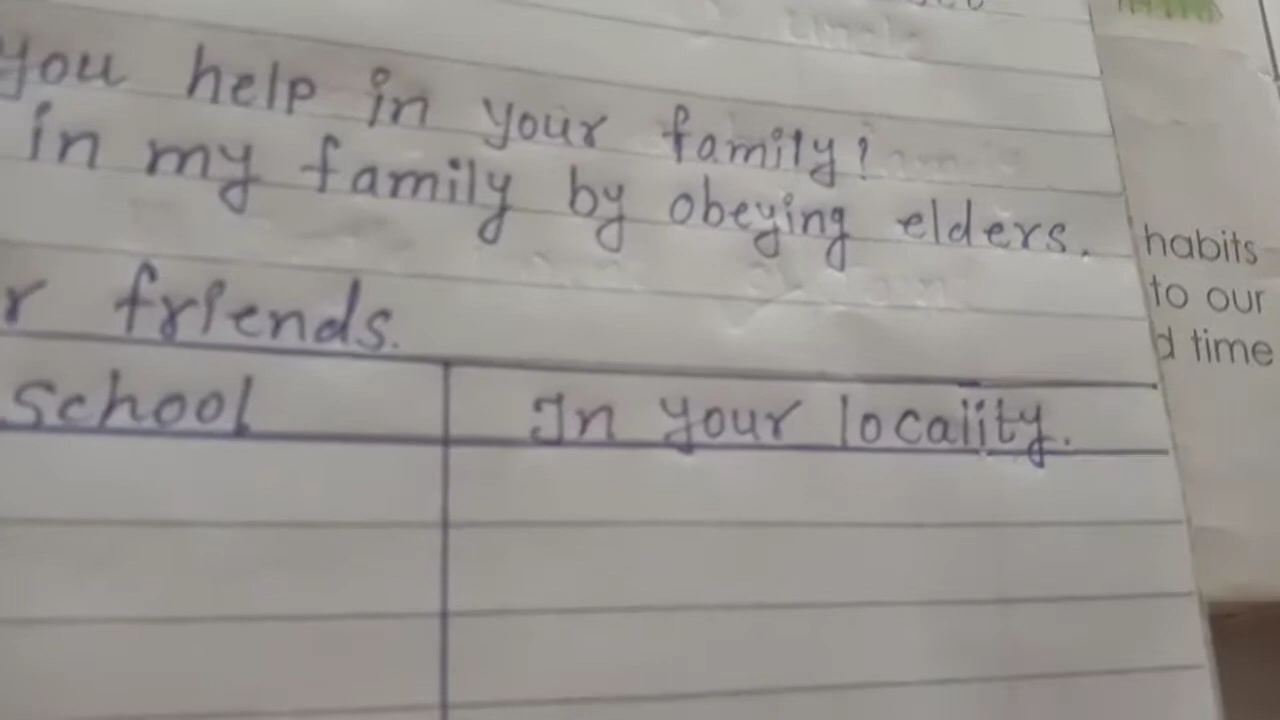 you help in your family?
in my family by obeying elders.
r friends.
school
In your locality.
habits
to our
d time